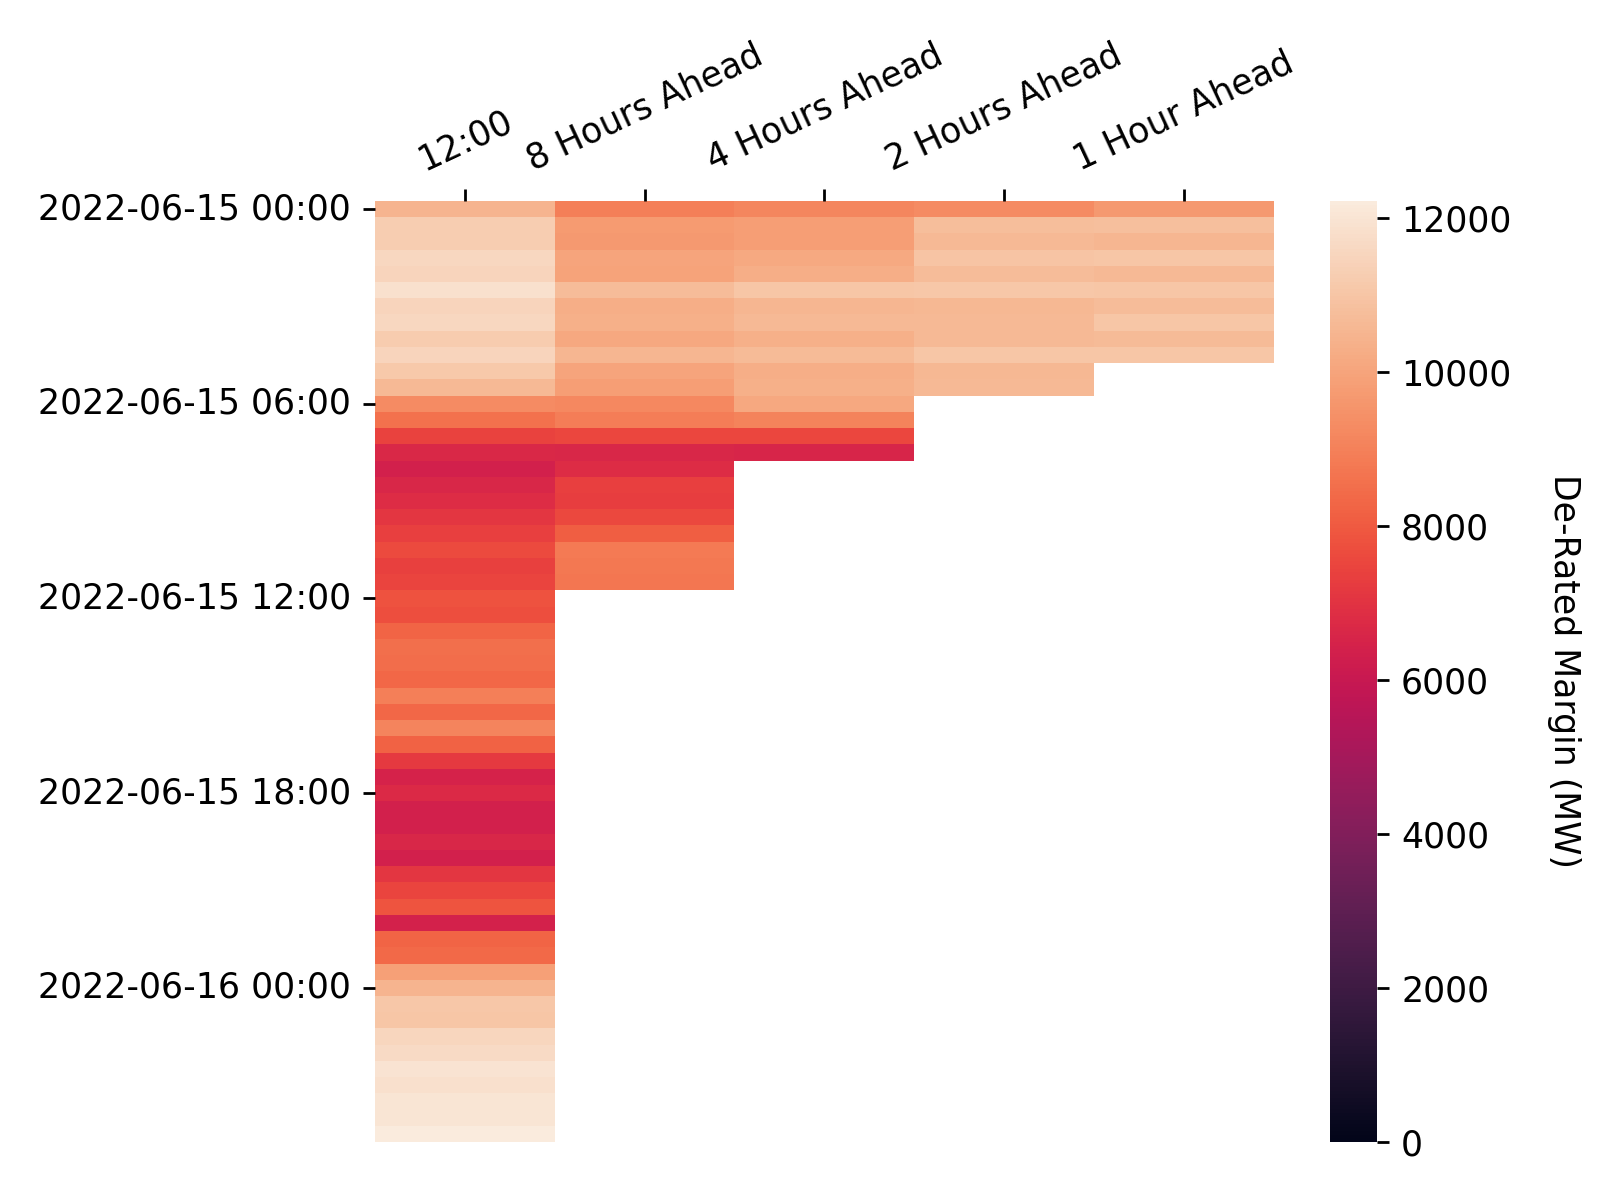 12:00
8 Hours Ahead
4 Hours Ahead
2 Hours Ahead
1 Hour Ahead
2022-06-15 00:00
2022-06-15 06:00
2022-06-15 12:00
2022-06-15 18:00
2022-06-16 00:00
12000
10000
8000
6000
4000
2000
0
De-Rated Margin (MW)